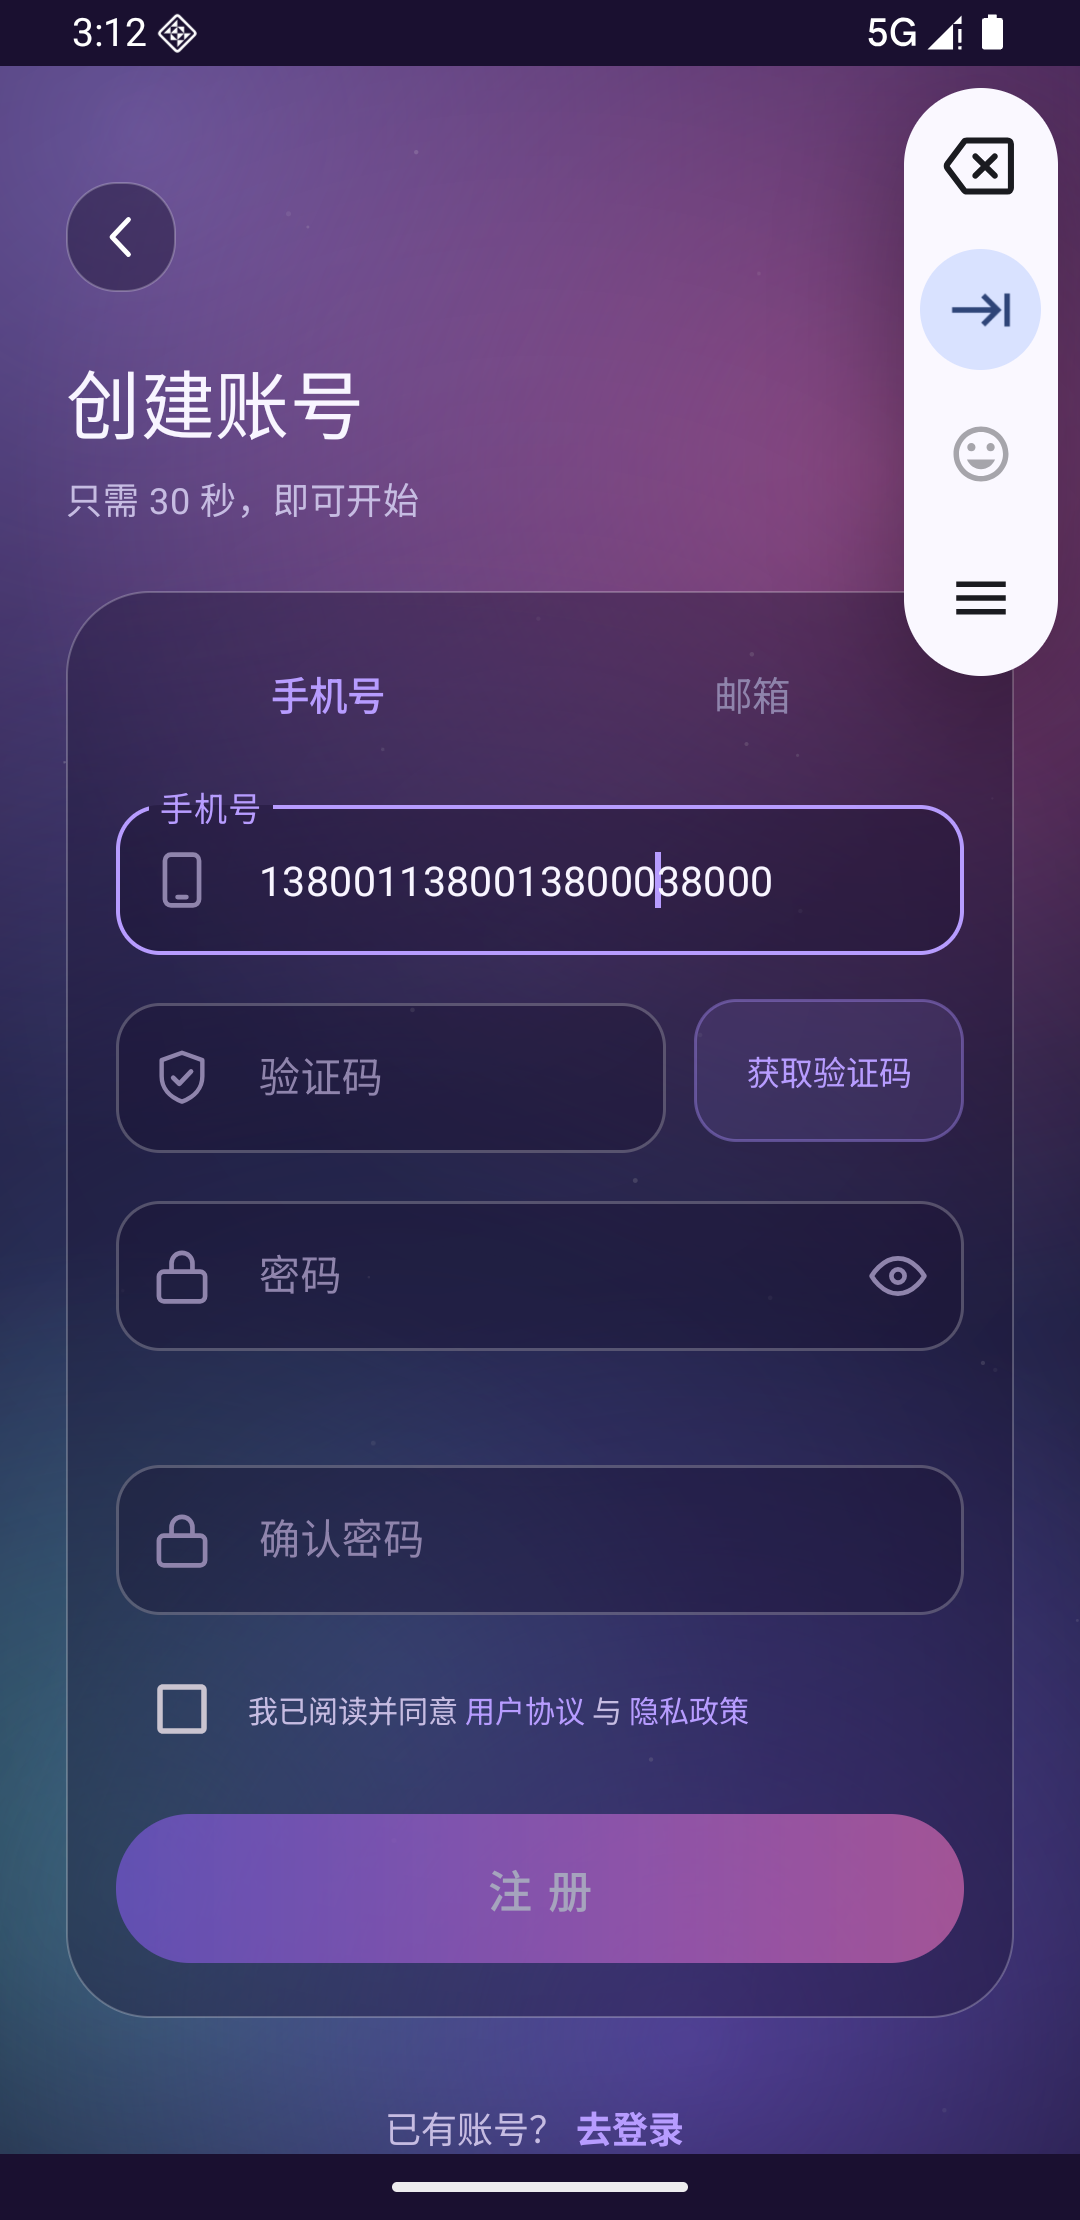 3:12
5G
创建账号
只需 30 秒，即可开始
手机号
邮箱
手机号
1380011380013800038000
验证码
获取验证码
密码
确认密码
我已阅读并同意 用户协议 与 隐私政策
注 册
已有账号？ 去登录